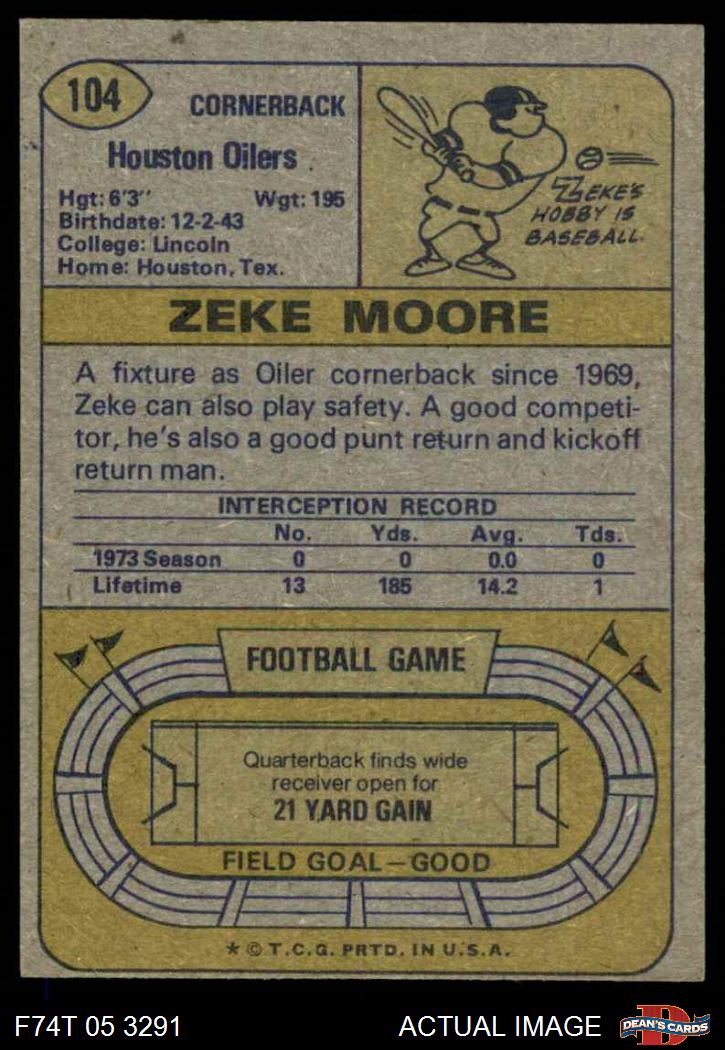 104
CORNERBACK
Houston Oilers
Hgt: 6'3" Wgt: 195
Birthdate: 12-2-43
College: Lincoln
Home: Houston, Tex.
ZEKE'S
HOBBY IS
BASEBALL.
ZEKE MOORE
A fixture as Oiler cornerback since 1969,
Zeke can also play safety. A good competi-
tor, he's also a good punt return and kickoff
return man.
INTERCEPTION RECORD
No. Yds. Avg. Tds.
1973 Season 0 0 0.0 0
Lifetime 13 185 14.2 1
FOOTBALL GAME
Quarterback finds wide
receiver open for
21 YARD GAIN
FIELD GOAL—GOOD
* © T.C.G. PRTD. IN U.S.A.
F74T 05 3291 ACTUAL IMAGE
D
DEAN'S CARDS